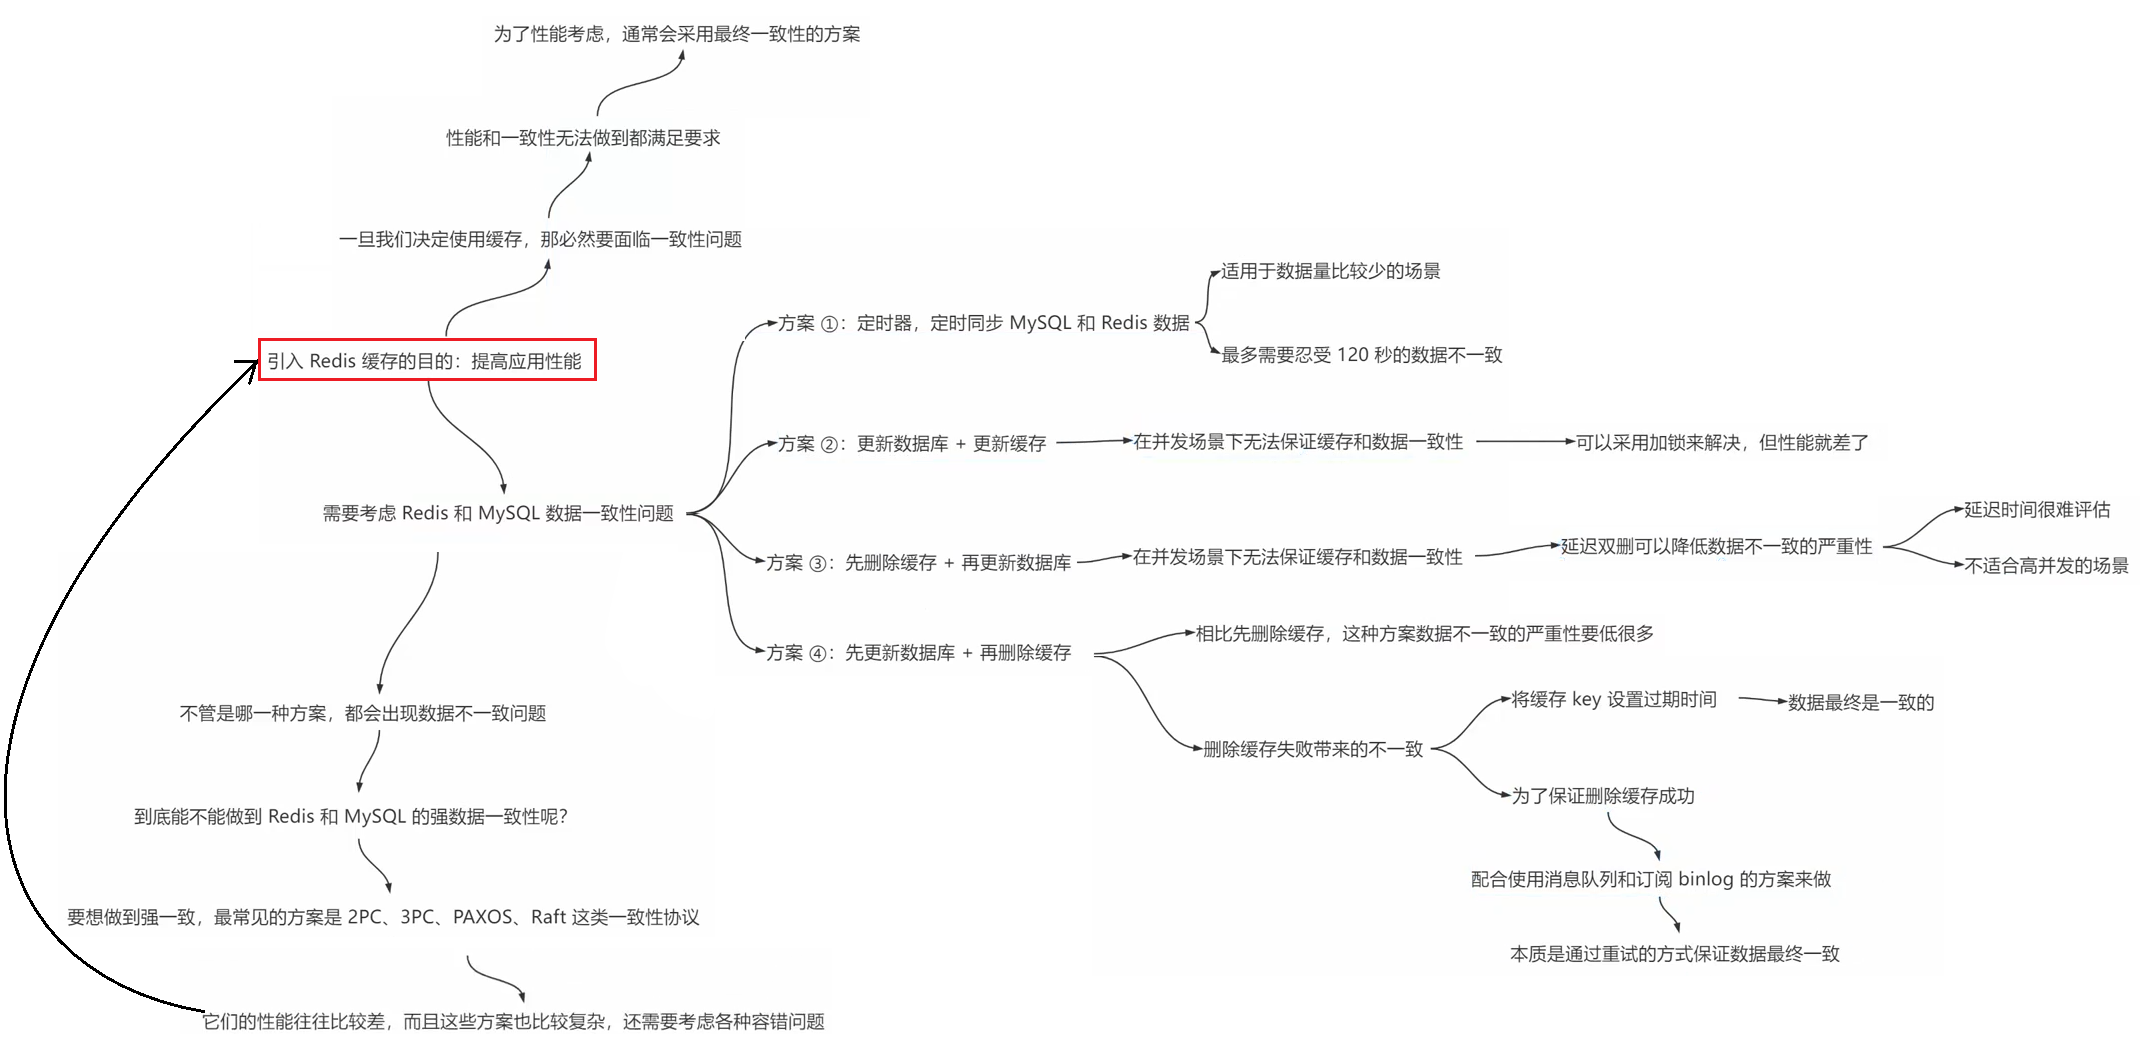 为了性能考虑，通常会采用最终一致性的方案
性能和一致性无法做到都满足要求
一旦我们决定使用缓存，那必然要面临一致性问题
引入 Redis 缓存的目的：提高应用性能
需要考虑 Redis 和 MySQL 数据一致性问题
方案 ①：定时器，定时同步 MySQL 和 Redis 数据
适用于数据量比较少的场景
最多需要忍受 120 秒的数据不一致
方案 ②：更新数据库 + 更新缓存
在并发场景下无法保证缓存和数据一致性
可以采用加锁来解决，但性能就差了
方案 ③：先删除缓存 + 再更新数据库
在并发场景下无法保证缓存和数据一致性
延迟双删可以降低数据不一致的严重性
延迟时间很难评估
不适合高并发的场景
方案 ④：先更新数据库 + 再删除缓存
相比先删除缓存，这种方案数据不一致的严重性要低很多
删除缓存失败带来的不一致
将缓存 key 设置过期时间
数据最终是一致的
为了保证删除缓存成功
配合使用消息队列和订阅 binlog 的方案来做
本质是通过重试的方式保证数据最终一致
不管是哪一种方案，都会出现数据不一致问题
到底能不能做到 Redis 和 MySQL 的强数据一致性呢？
要想做到强一致，最常见的方案是 2PC、3PC、PAXOS、Raft 这类一致性协议
它们的性能往往比较差，而且这些方案也比较复杂，还需要考虑各种容错问题